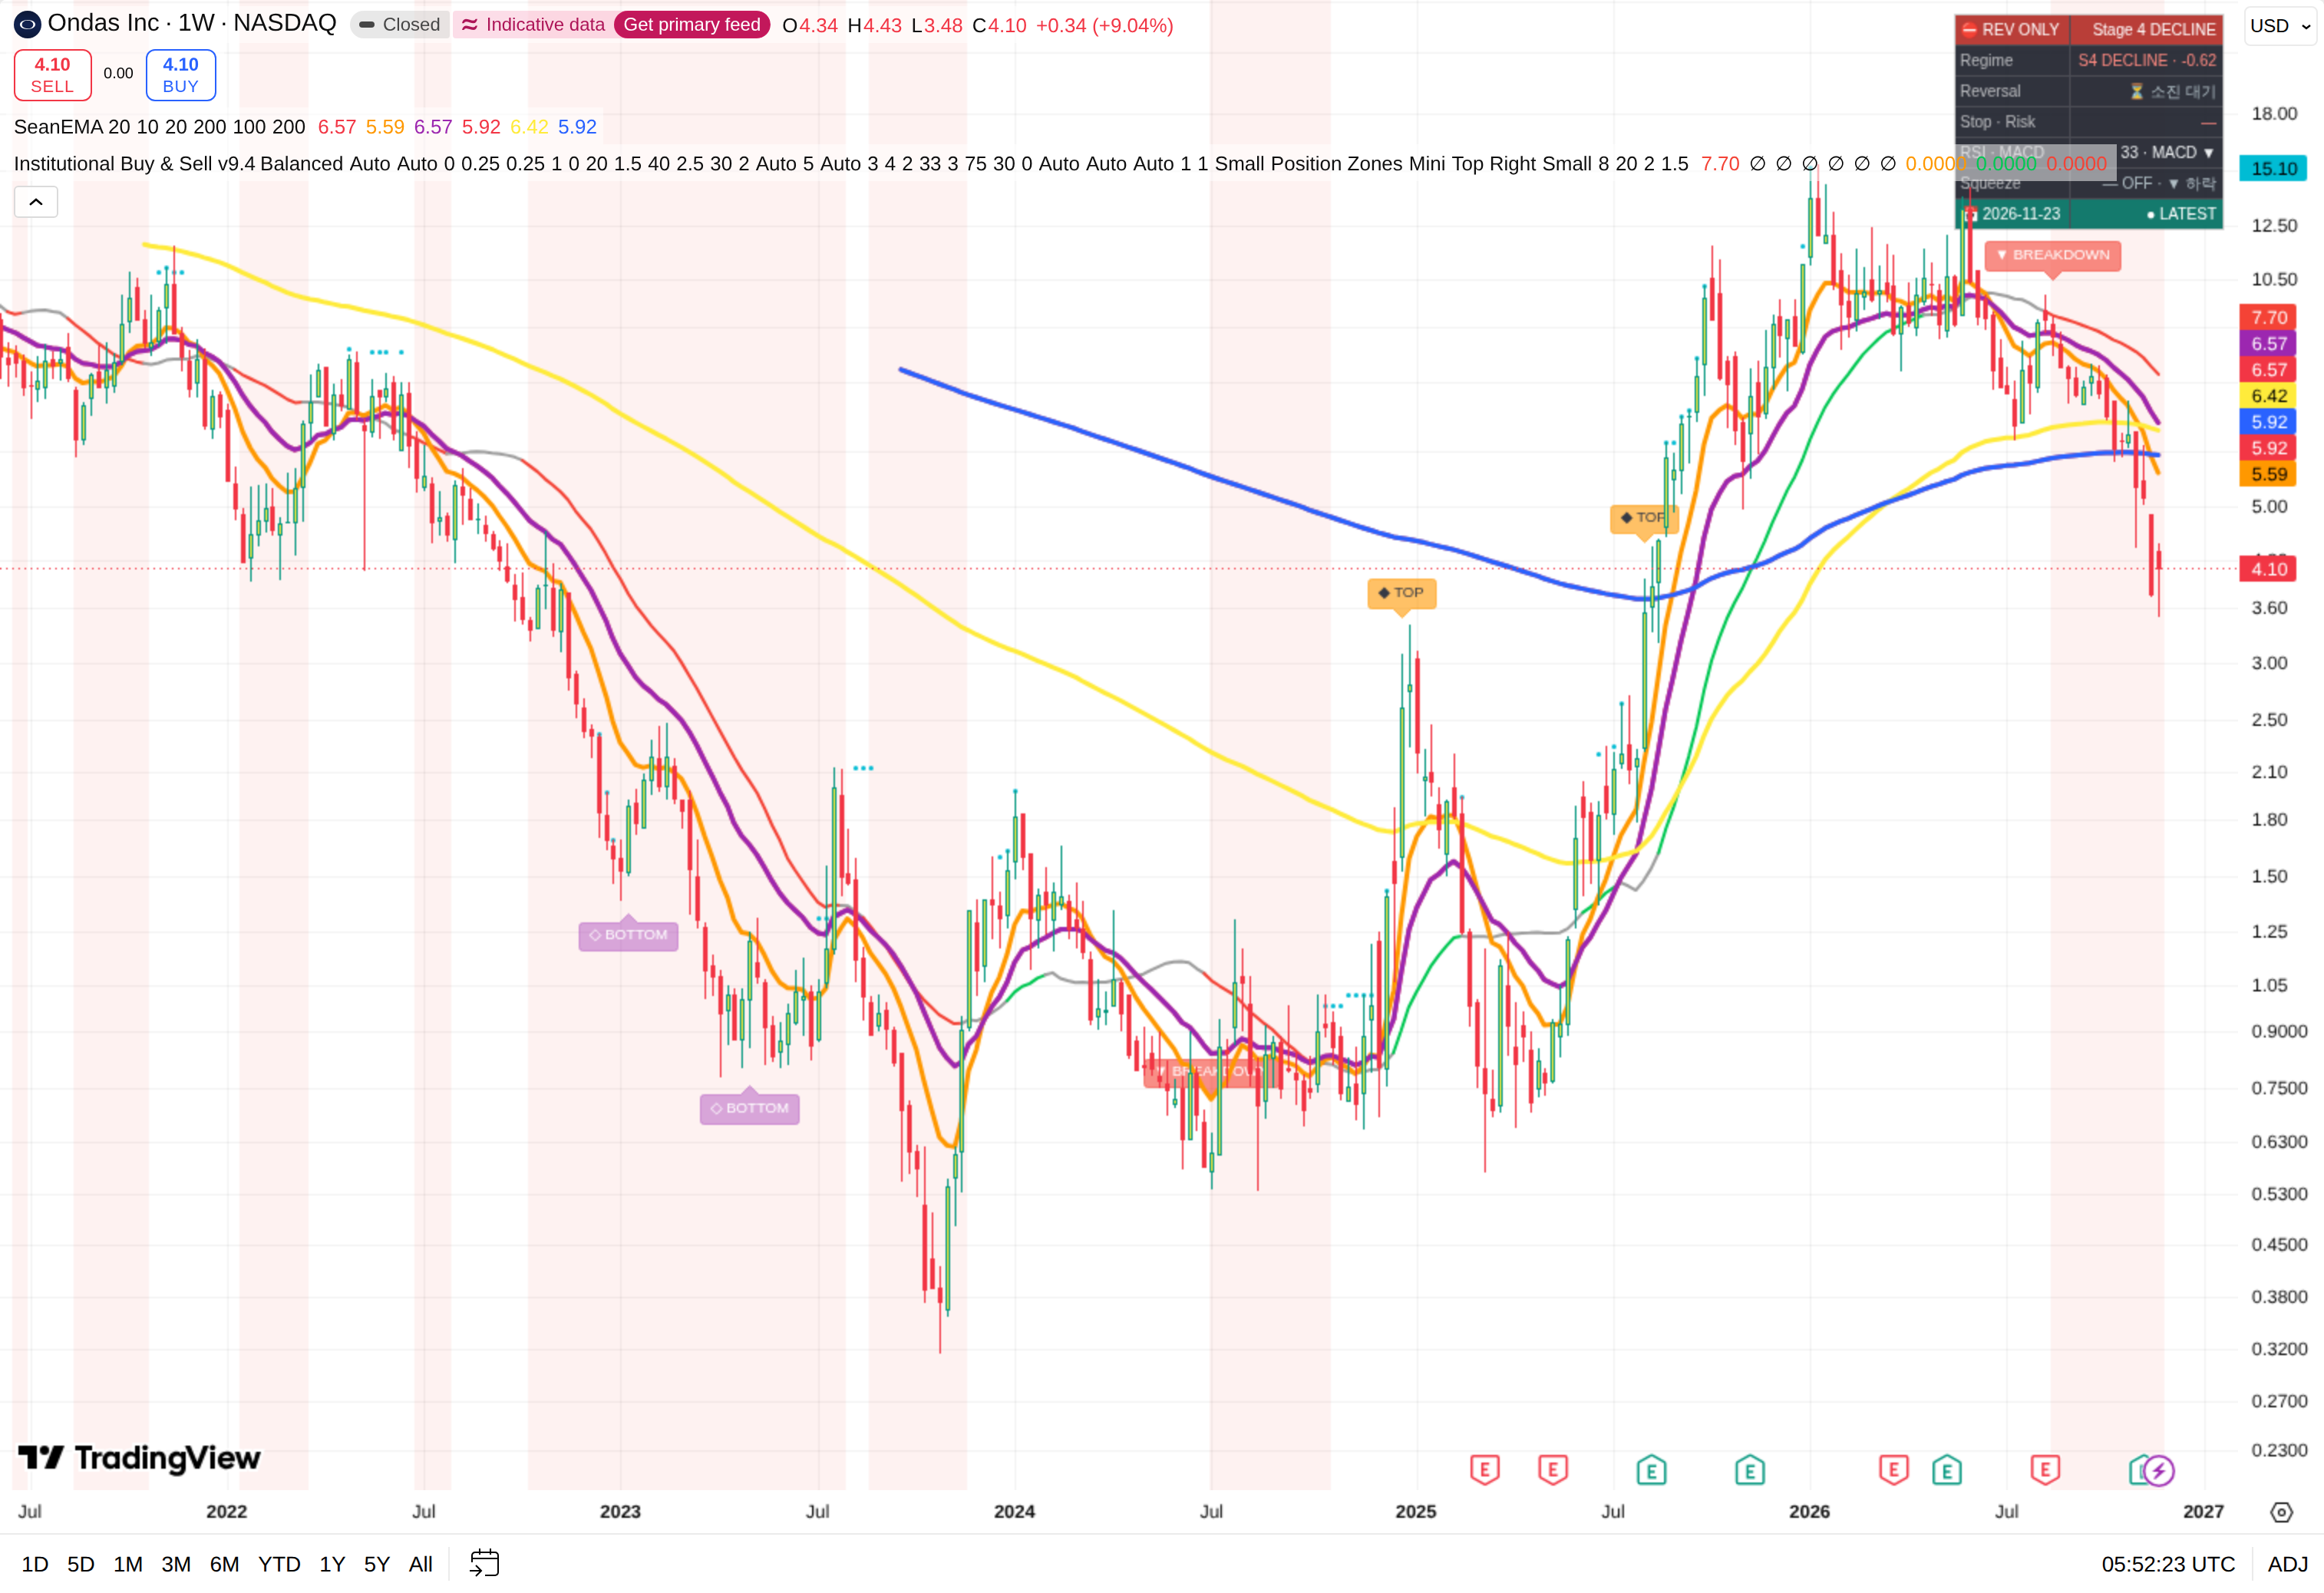 Ondas Inc · 1W · NASDAQ Closed Indicative data Get primary feed O4.34 H4.43 L3.48 C4.10 +0.34 (+9.04%)
4.10 SELL 0.00 4.10 BUY
SeanEMA 20 10 20 200 100 200 6.57 5.59 6.57 5.92 6.42 5.92
Institutional Buy & Sell v9.4 Balanced Auto Auto 0 0.25 0.25 1 0 20 1.5 40 2.5 30 2 Auto 5 Auto 3 4 2 33 3 75 30 0 Auto Auto Auto 1 1 Small Position Zones Mini Top Right Small 8 20 2 1.5 7.70 ∅ ∅ ∅ ∅ ∅ ∅ 0.0000 0.0000 0.0000
REV ONLY Stage 4 DECLINE
Regime S4 DECLINE · -0.62
Reversal ⏳ 소진 대기
Stop · Risk —
RSI · MACD 33 · MACD ▼
Squeeze — OFF · ▼ 하락
2026-11-23 ● LATEST
USD
18.00
15.10
12.50
10.50
7.70
6.57
6.57
6.42
5.92
5.92
5.59
5.00
4.10
3.60
3.00
2.50
2.10
1.80
1.50
1.25
1.05
0.9000
0.7500
0.6300
0.5300
0.4500
0.3800
0.3200
0.2700
0.2300
▼ BREAKDOWN
◆ TOP
◆ TOP
◇ BOTTOM
◇ BOTTOM
▼ BREAKDOW
TradingView
E E E E E E E
Jul 2022 Jul 2023 Jul 2024 Jul 2025 Jul 2026 Jul 2027
1D 5D 1M 3M 6M YTD 1Y 5Y All 05:52:23 UTC ADJ